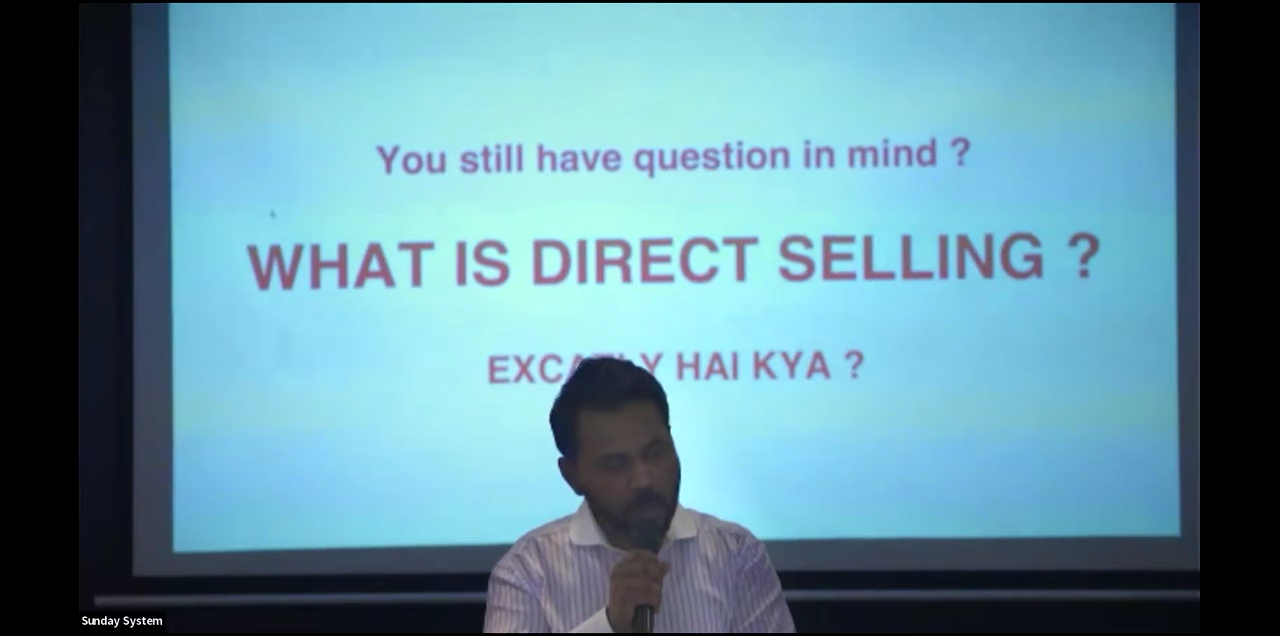 You still have question in mind ?
WHAT IS DIRECT SELLING ?
HAI KYA ?
Sunday System